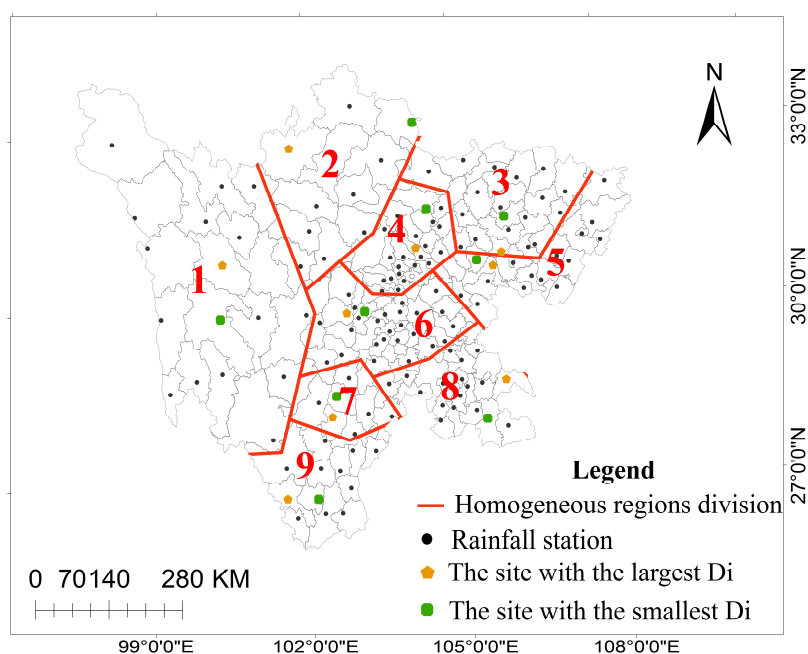 N
33°0'0"N
2
3
4
5
1
30°0'0"N
6
7
8
9
27°0'0"N
Legend
Homogeneous regions division
Rainfall station
The site with the largest Di
The site with the smallest Di
0 70 140 280 KM
99°0'0"E 102°0'0"E 105°0'0"E 108°0'0"E